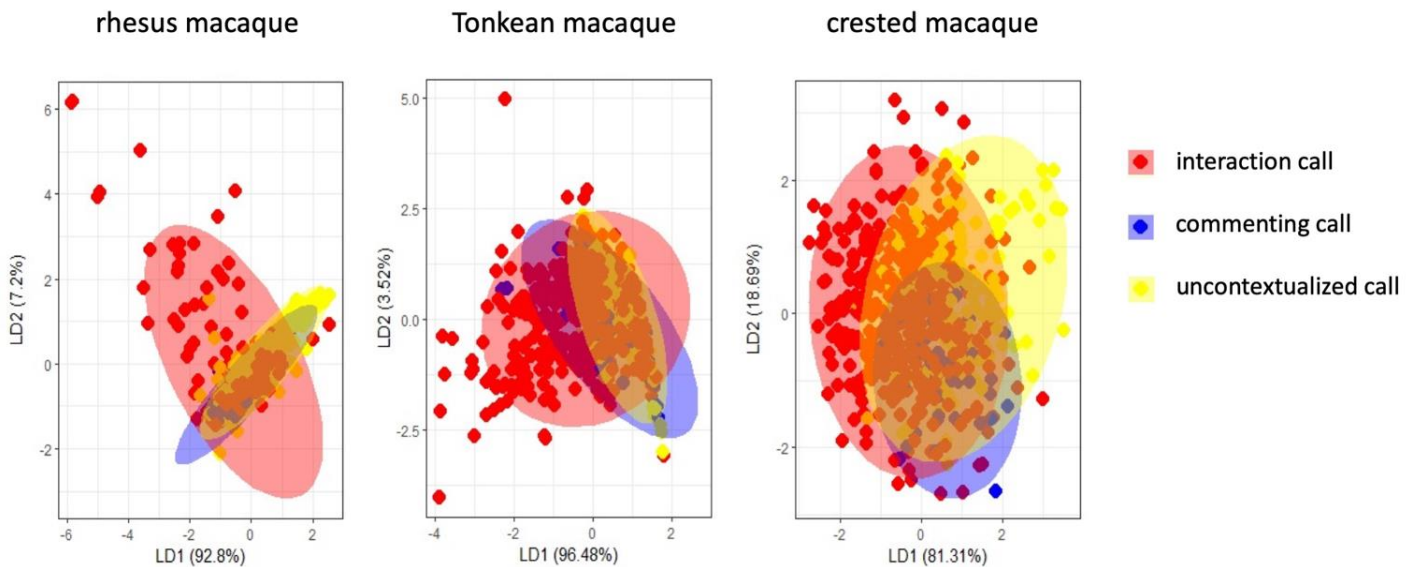 rhesus macaque
Tonkean macaque
crested macaque
LD2 (7.2%)
6
4
2
0
-2
-6
-4
-2
0
2
LD1 (92.8%)
LD2 (3.52%)
5.0
2.5
0.0
-2.5
-4
-2
0
2
LD1 (96.48%)
LD2 (18.69%)
2
0
-2
-2
0
2
LD1 (81.31%)
interaction call
commenting call
uncontextualized call